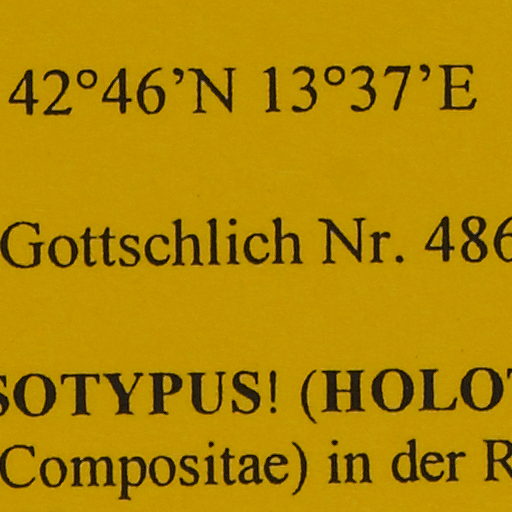 42°46’N 13°37’E
Gottschlich Nr. 486
SOTYPUS! (HOLOT
Compositae) in der R